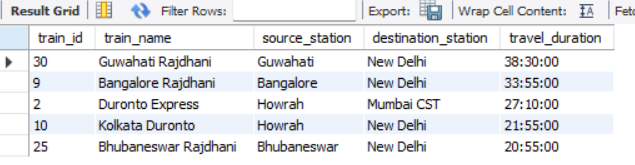 Result Grid Filter Rows: Export: Wrap Cell Content: IA Fetc
train_id train_name source_station destination_station travel_duration
30 Guwahati Rajdhani Guwahati New Delhi 38:30:00
9 Bangalore Rajdhani Bangalore New Delhi 33:55:00
2 Duronto Express Howrah Mumbai CST 27:10:00
10 Kolkata Duronto Howrah New Delhi 21:55:00
25 Bhubaneswar Rajdhani Bhubaneswar New Delhi 20:55:00